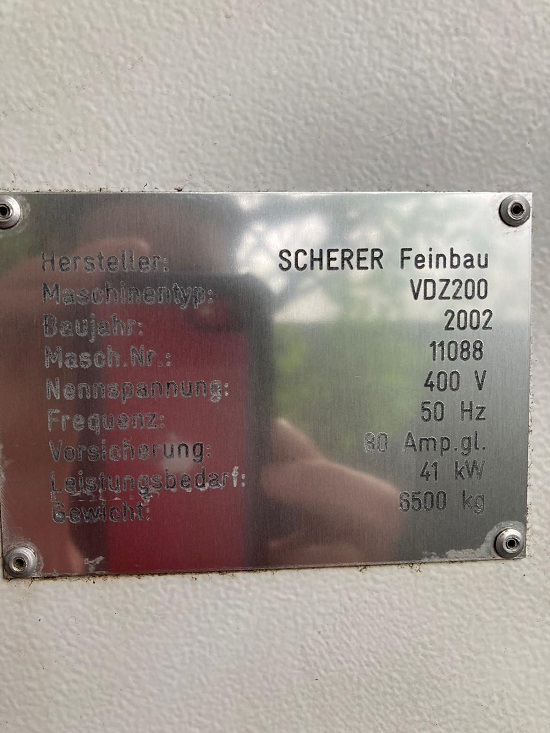 Hersteller: SCHERER Feinbau
Maschinentyp: VDZ200
Baujahr: 2002
Masch.Nr.: 11088
Nennspannung: 400 V
Frequenz: 50 Hz
Vorsicherung: 80 Amp.gl.
Leistungsbedarf: 41 kW
Gewicht: 6500 kg